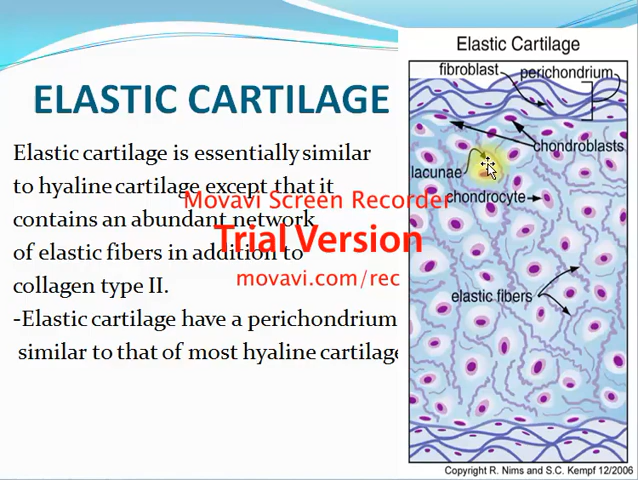 Elastic Cartilage
fibroblast
perichondrium
ELASTIC CARTILAGE
Elastic cartilage is essentially similar
to hyaline cartilage except that it
contains an abundant network
of elastic fibers in addition to
collagen type II.
-Elastic cartilage have a perichondrium
similar to that of most hyaline cartilage
chondroblasts
lacunae
chondrocyte
elastic fibers
Movavi Screen Recorder
Trial Version
movavi.com/rec
Copyright R. Nims and S.C. Kempf 12/2006